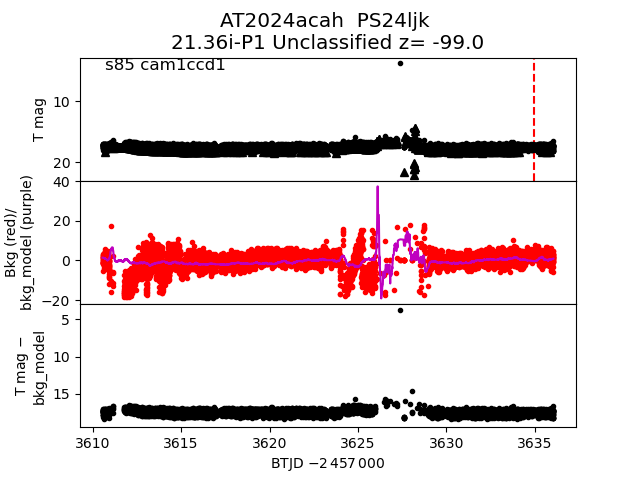 AT2024acah  PS24ljk
21.36i-P1 Unclassified z= -99.0
s85 cam1ccd1
T mag
10
20
Bkg (red)/
bkg_model (purple)
40
20
0
−20
T mag −
bkg_model
5
10
15
3610
3615
3620
3625
3630
3635
BTJD −2 457 000